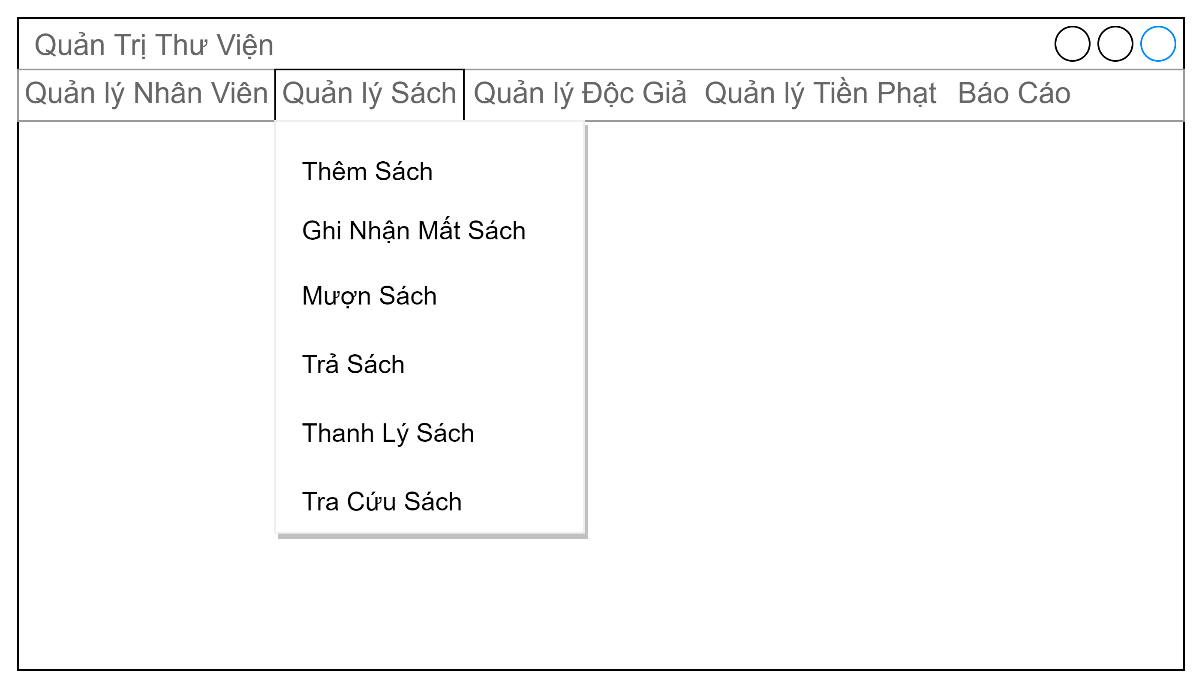 Quản Trị Thư Viện
Quản lý Nhân Viên Quản lý Sách Quản lý Độc Giả Quản lý Tiền Phạt Báo Cáo
Thêm Sách
Ghi Nhận Mất Sách
Mượn Sách
Trả Sách
Thanh Lý Sách
Tra Cứu Sách